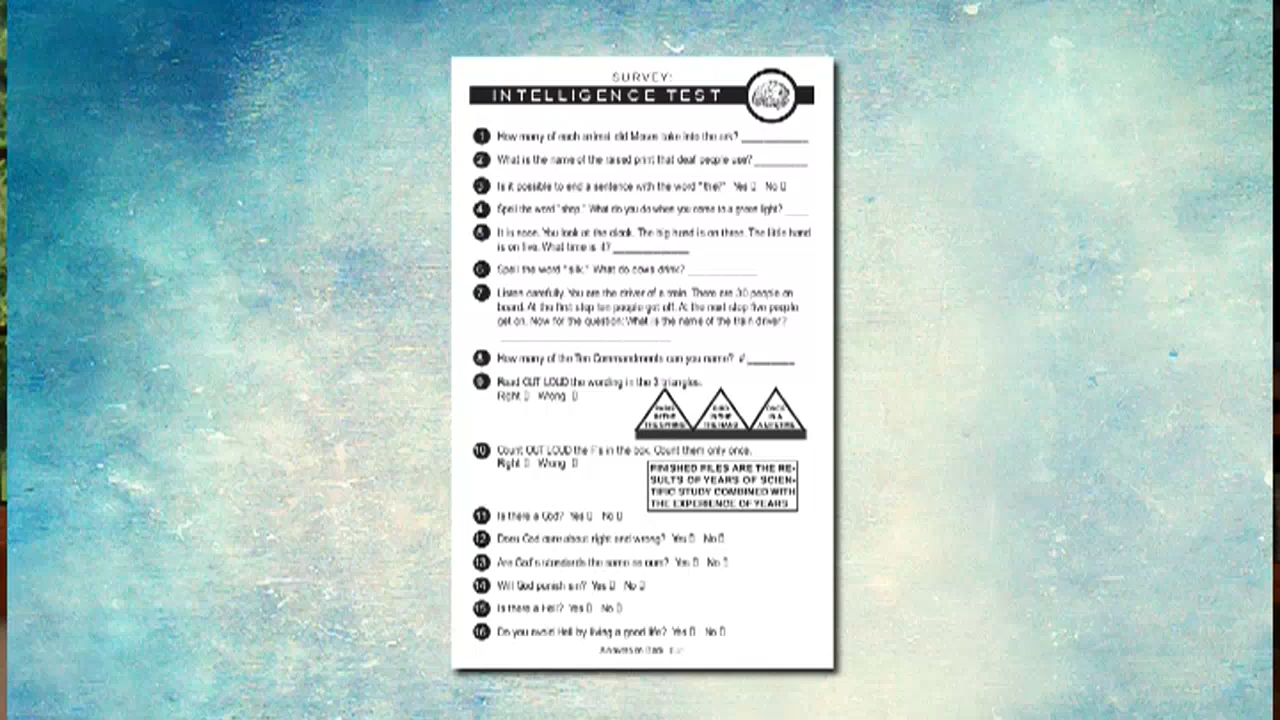 SURVEY:
INTELLIGENCE TEST
1 How many of each animal did Moses take into the ark?
2 What is the name of the raised print that deaf people use?
3 Is it possible to end a sentence with the word "the?" Yes No
4 Spell the word "shop." What do you do when you come to a green light?
5 It is noon. You look at the clock. The big hand is on three. The little hand
is on five. What time is it?
6 Spell the word "silk." What do cows drink?
7 Listen carefully. You are the driver of a train. There are 30 people on
board. At the first stop ten people get off. At the next stop five people
get on. Now for the question: What is the name of the train driver?
8 How many of the Ten Commandments can you name? #
9 Read OUT LOUD the wording in the 3 triangles.
Right Wrong
IN THE
IN THE
THE HAND
ONCE
IN A
A LIFETIME
10 Count OUT LOUD the F's in the box. Count them only once.
Right Wrong
FINISHED FILES ARE THE RE-
SULTS OF YEARS OF SCIEN-
TIFIC STUDY COMBINED WITH
THE EXPERIENCE OF YEARS
11 Is there a God? Yes No
12 Does God care about right and wrong? Yes No
13 Are God's standards the same as ours? Yes No
14 Will God punish sin? Yes No
15 Is there a Hell? Yes No
16 Do you avoid Hell by living a good life? Yes No
Answers on Back